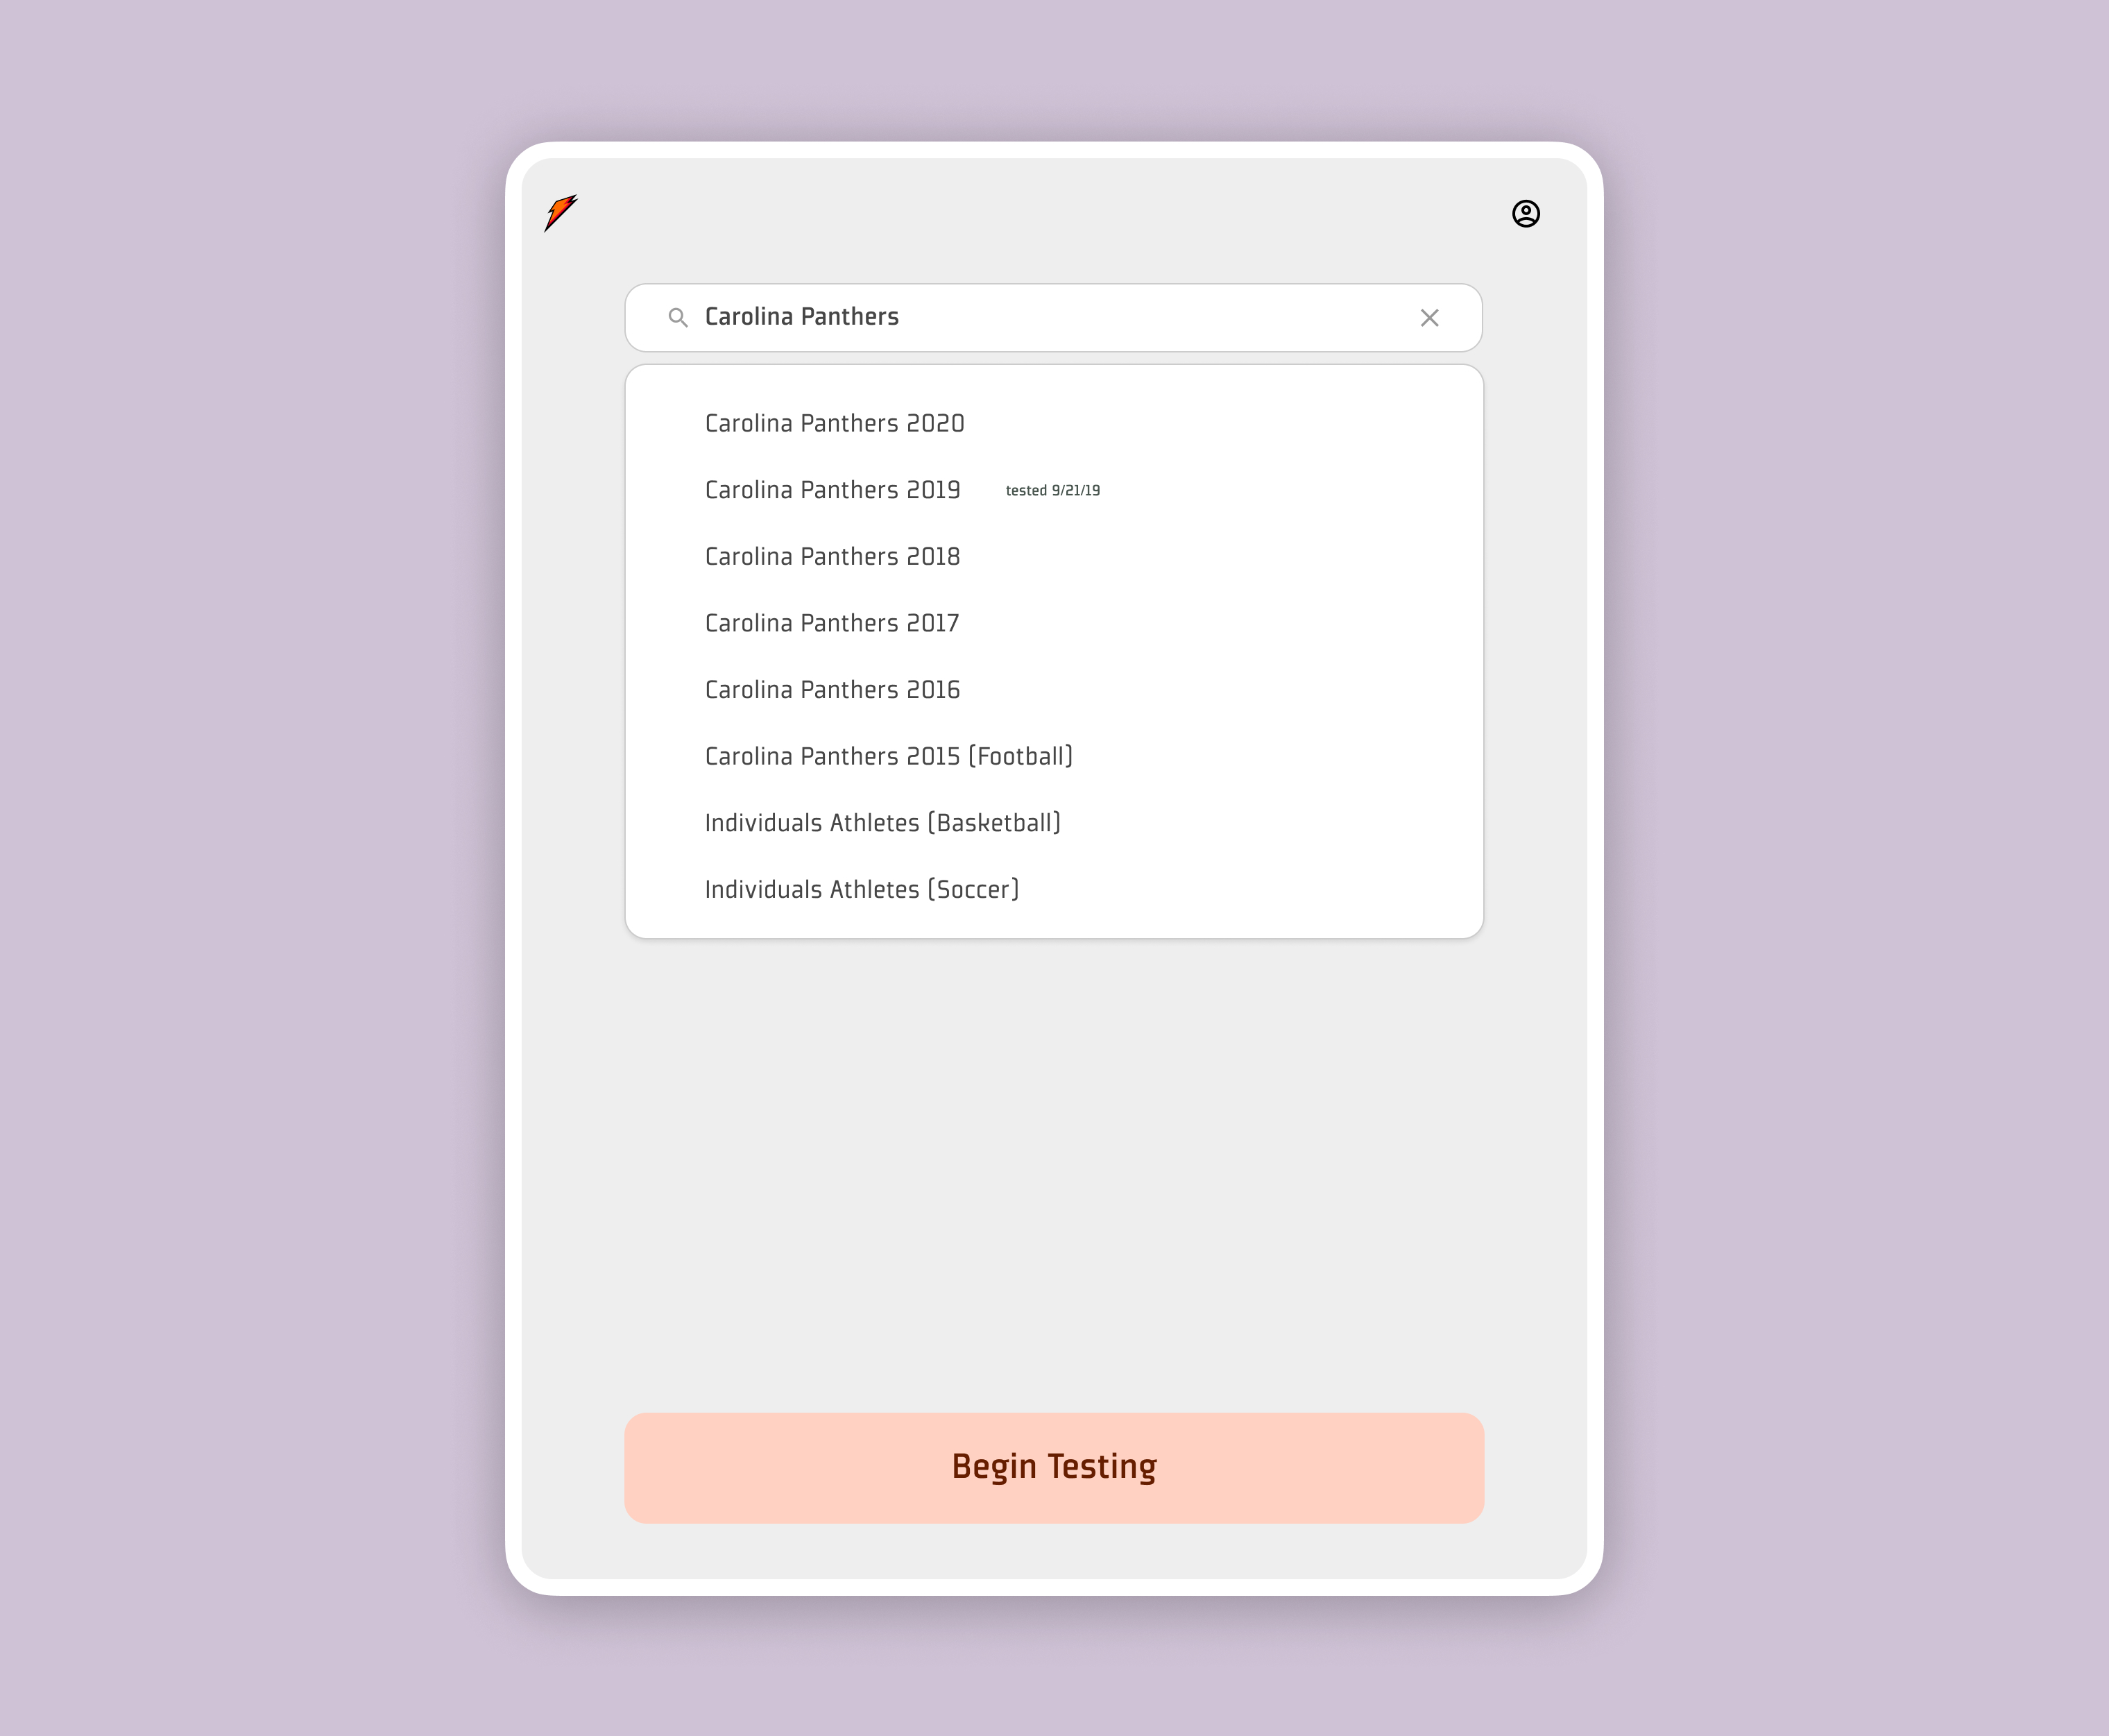 Carolina Panthers
Carolina Panthers 2020
Carolina Panthers 2019 tested 9/21/19
Carolina Panthers 2018
Carolina Panthers 2017
Carolina Panthers 2016
Carolina Panthers 2015 (Football)
Individuals Athletes (Basketball)
Individuals Athletes (Soccer)
Begin Testing